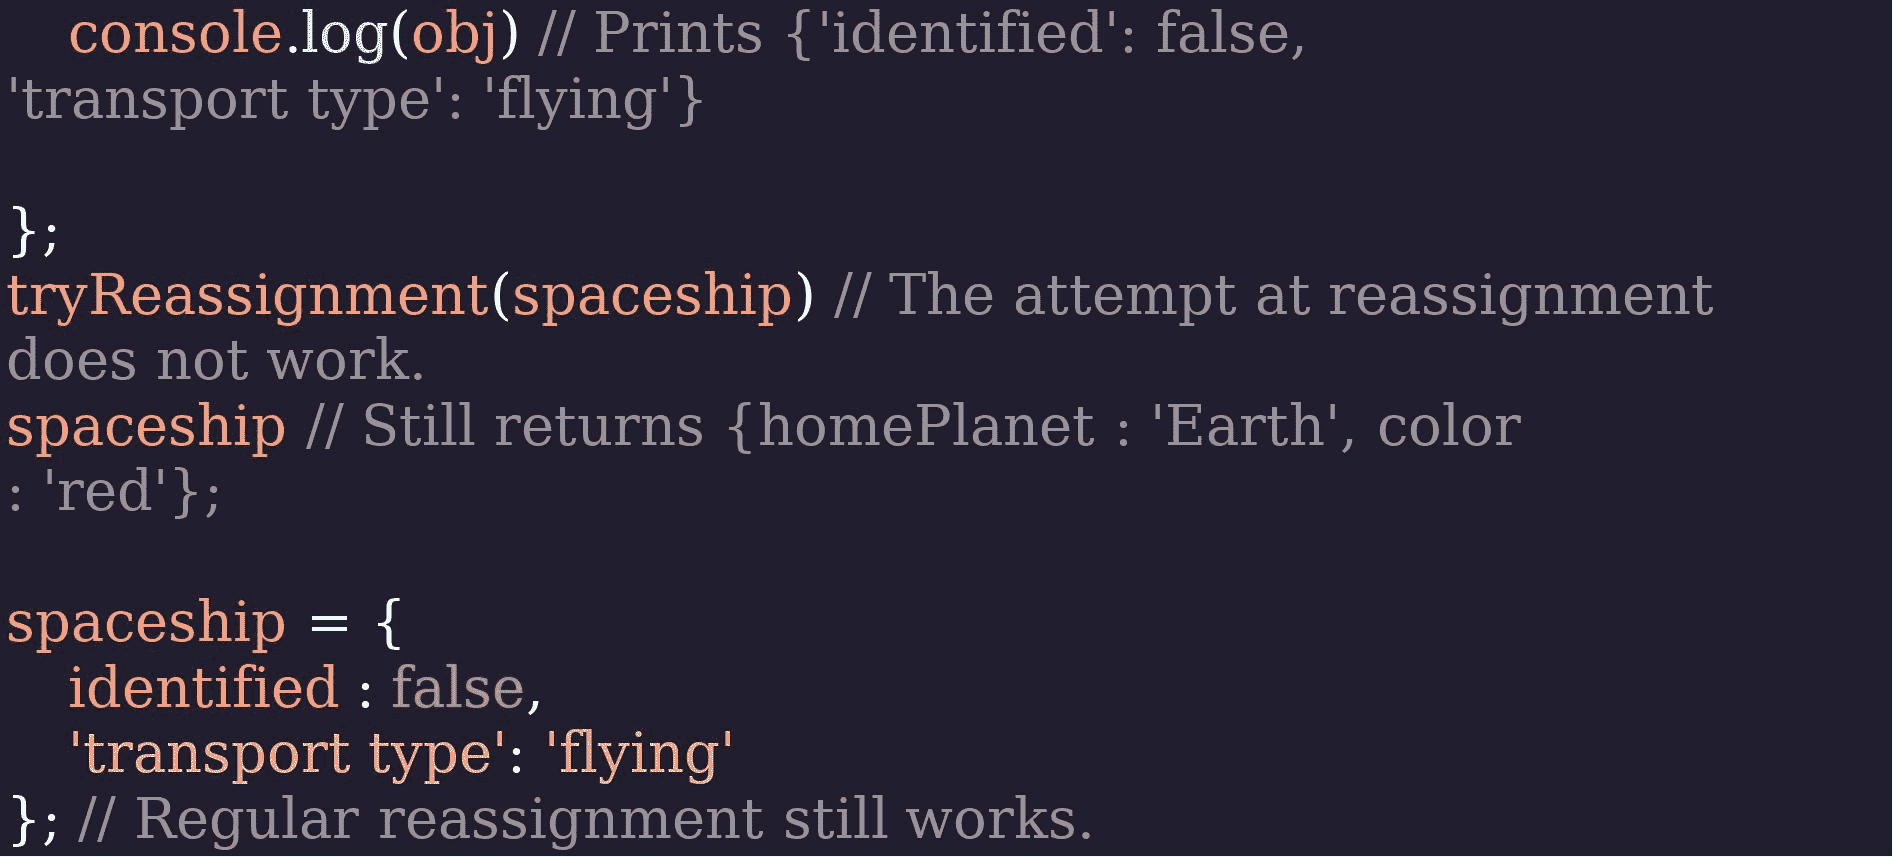 console.log(obj) // Prints {'identified': false,
'transport type': 'flying'}
};
tryReassignment(spaceship) // The attempt at reassignment
does not work.
spaceship // Still returns {homePlanet : 'Earth', color
: 'red'};
spaceship = {
identified : false,
'transport type': 'flying'
}; // Regular reassignment still works.